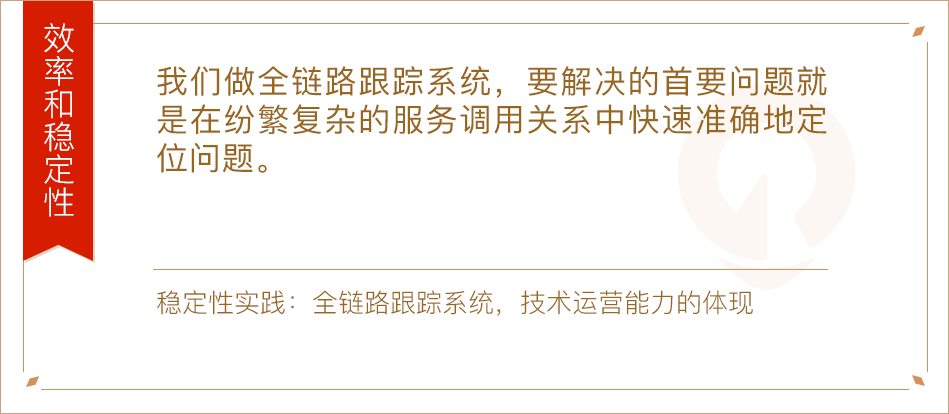 效率和稳定性
我们做全链路跟踪系统，要解决的首要问题就
是在纷繁复杂的服务调用关系中快速准确地定
位问题。
稳定性实践：全链路跟踪系统，技术运营能力的体现